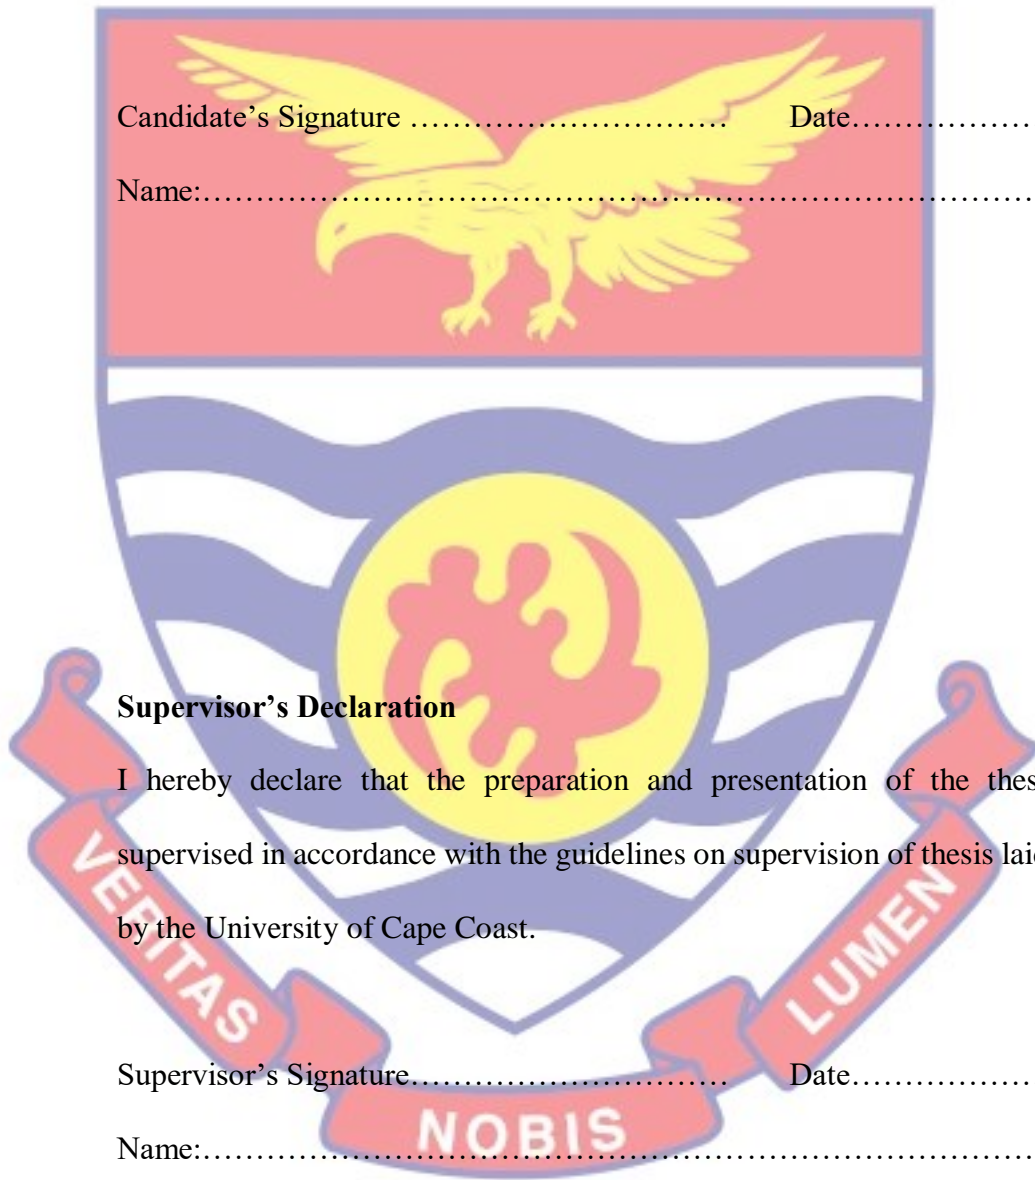 Candidate’s Signature ………………………… Date………………
Name:……………………………………………………………………
Supervisor’s Declaration
I hereby declare that the preparation and presentation of the thes
supervised in accordance with the guidelines on supervision of thesis laid
by the University of Cape Coast.
Supervisor’s Signature………………………… Date………………
Name:……………………………………………………………………
VERITAS
NOBIS
LUMEN